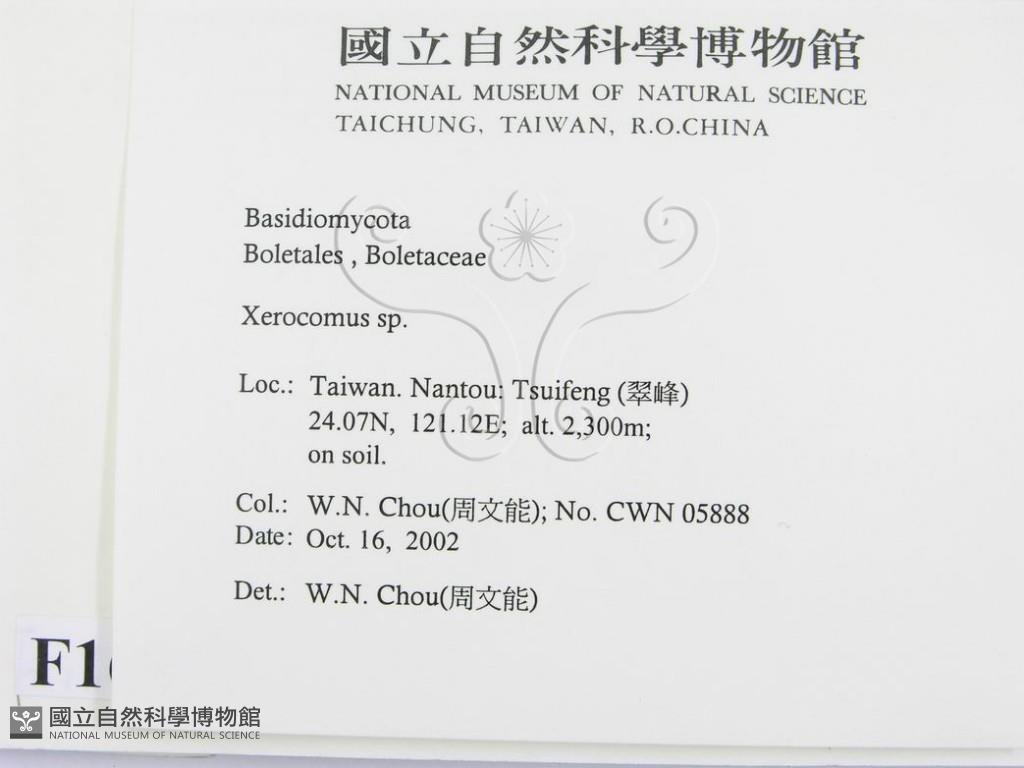 國立自然科學博物館
NATIONAL MUSEUM OF NATURAL SCIENCE
TAICHUNG, TAIWAN, R.O.CHINA
Basidiomycota
Boletales , Boletaceae
Xerocomus sp.
Loc.: Taiwan. Nantou: Tsuifeng (翠峰)
24.07N, 121.12E; alt. 2,300m;
on soil.
Col.: W.N. Chou(周文能); No. CWN 05888
Date: Oct. 16, 2002
Det.: W.N. Chou(周文能)
F1
國立自然科學博物館
NATIONAL MUSEUM OF NATURAL SCIENCE